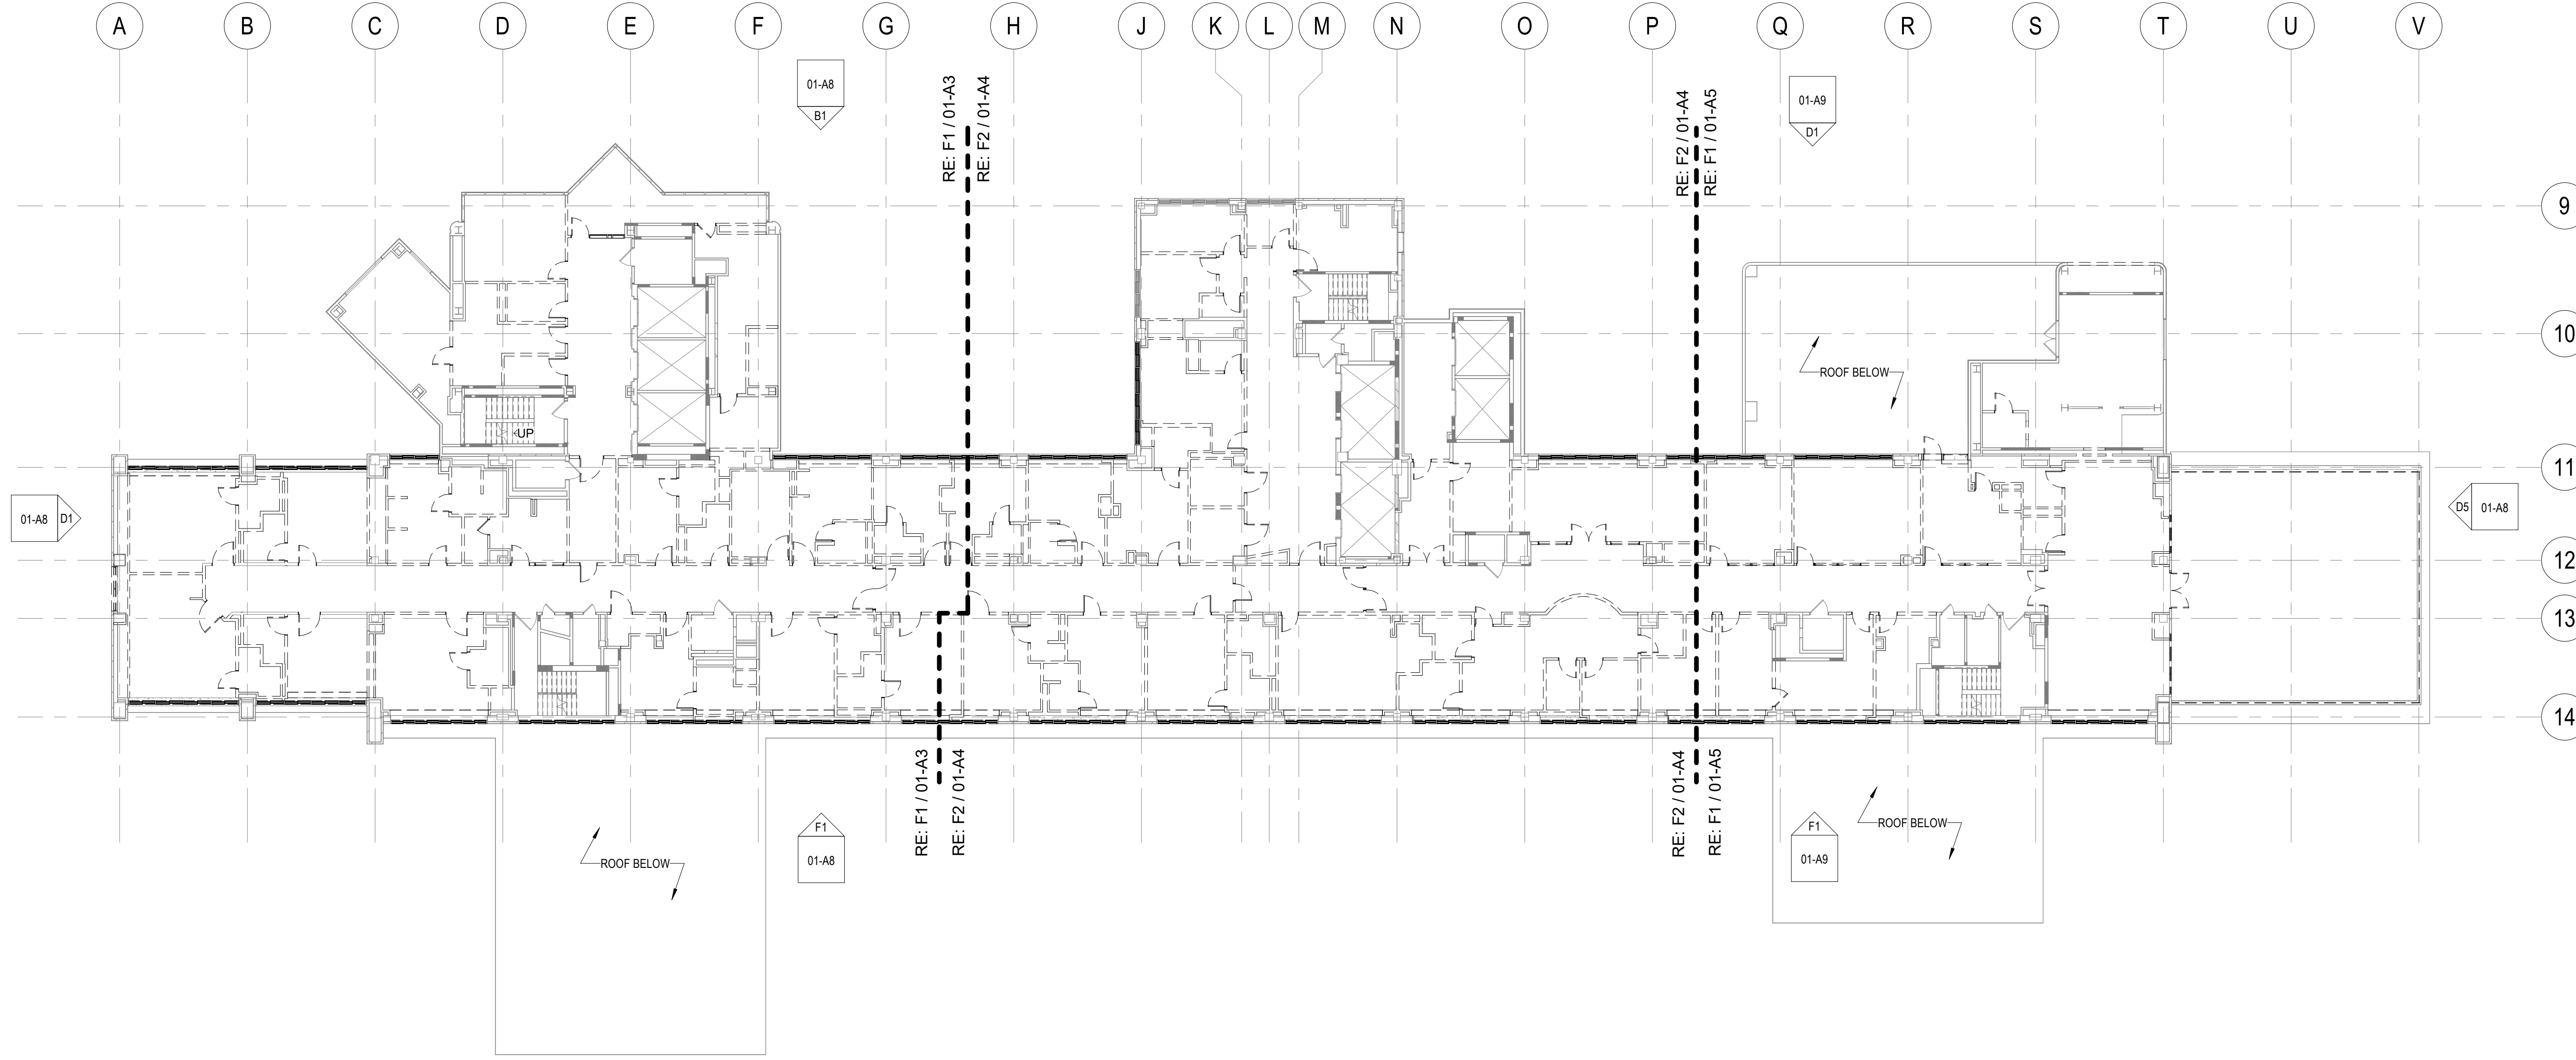 A B C D E F G H J K L M N O P Q R S T U V
01-A8
B1
RE: F1 / 01-A3
RE: F2 / 01-A4
01-A9
D1
RE: F2 / 01-A4
RE: F1 / 01-A5
9
10
ROOF BELOW
UP
11
01-A8 D1
D5 01-A8
12
13
14
RE: F1 / 01-A3
RE: F2 / 01-A4
RE: F2 / 01-A4
RE: F1 / 01-A5
ROOF BELOW
F1
01-A8
F1
01-A9
ROOF BELOW